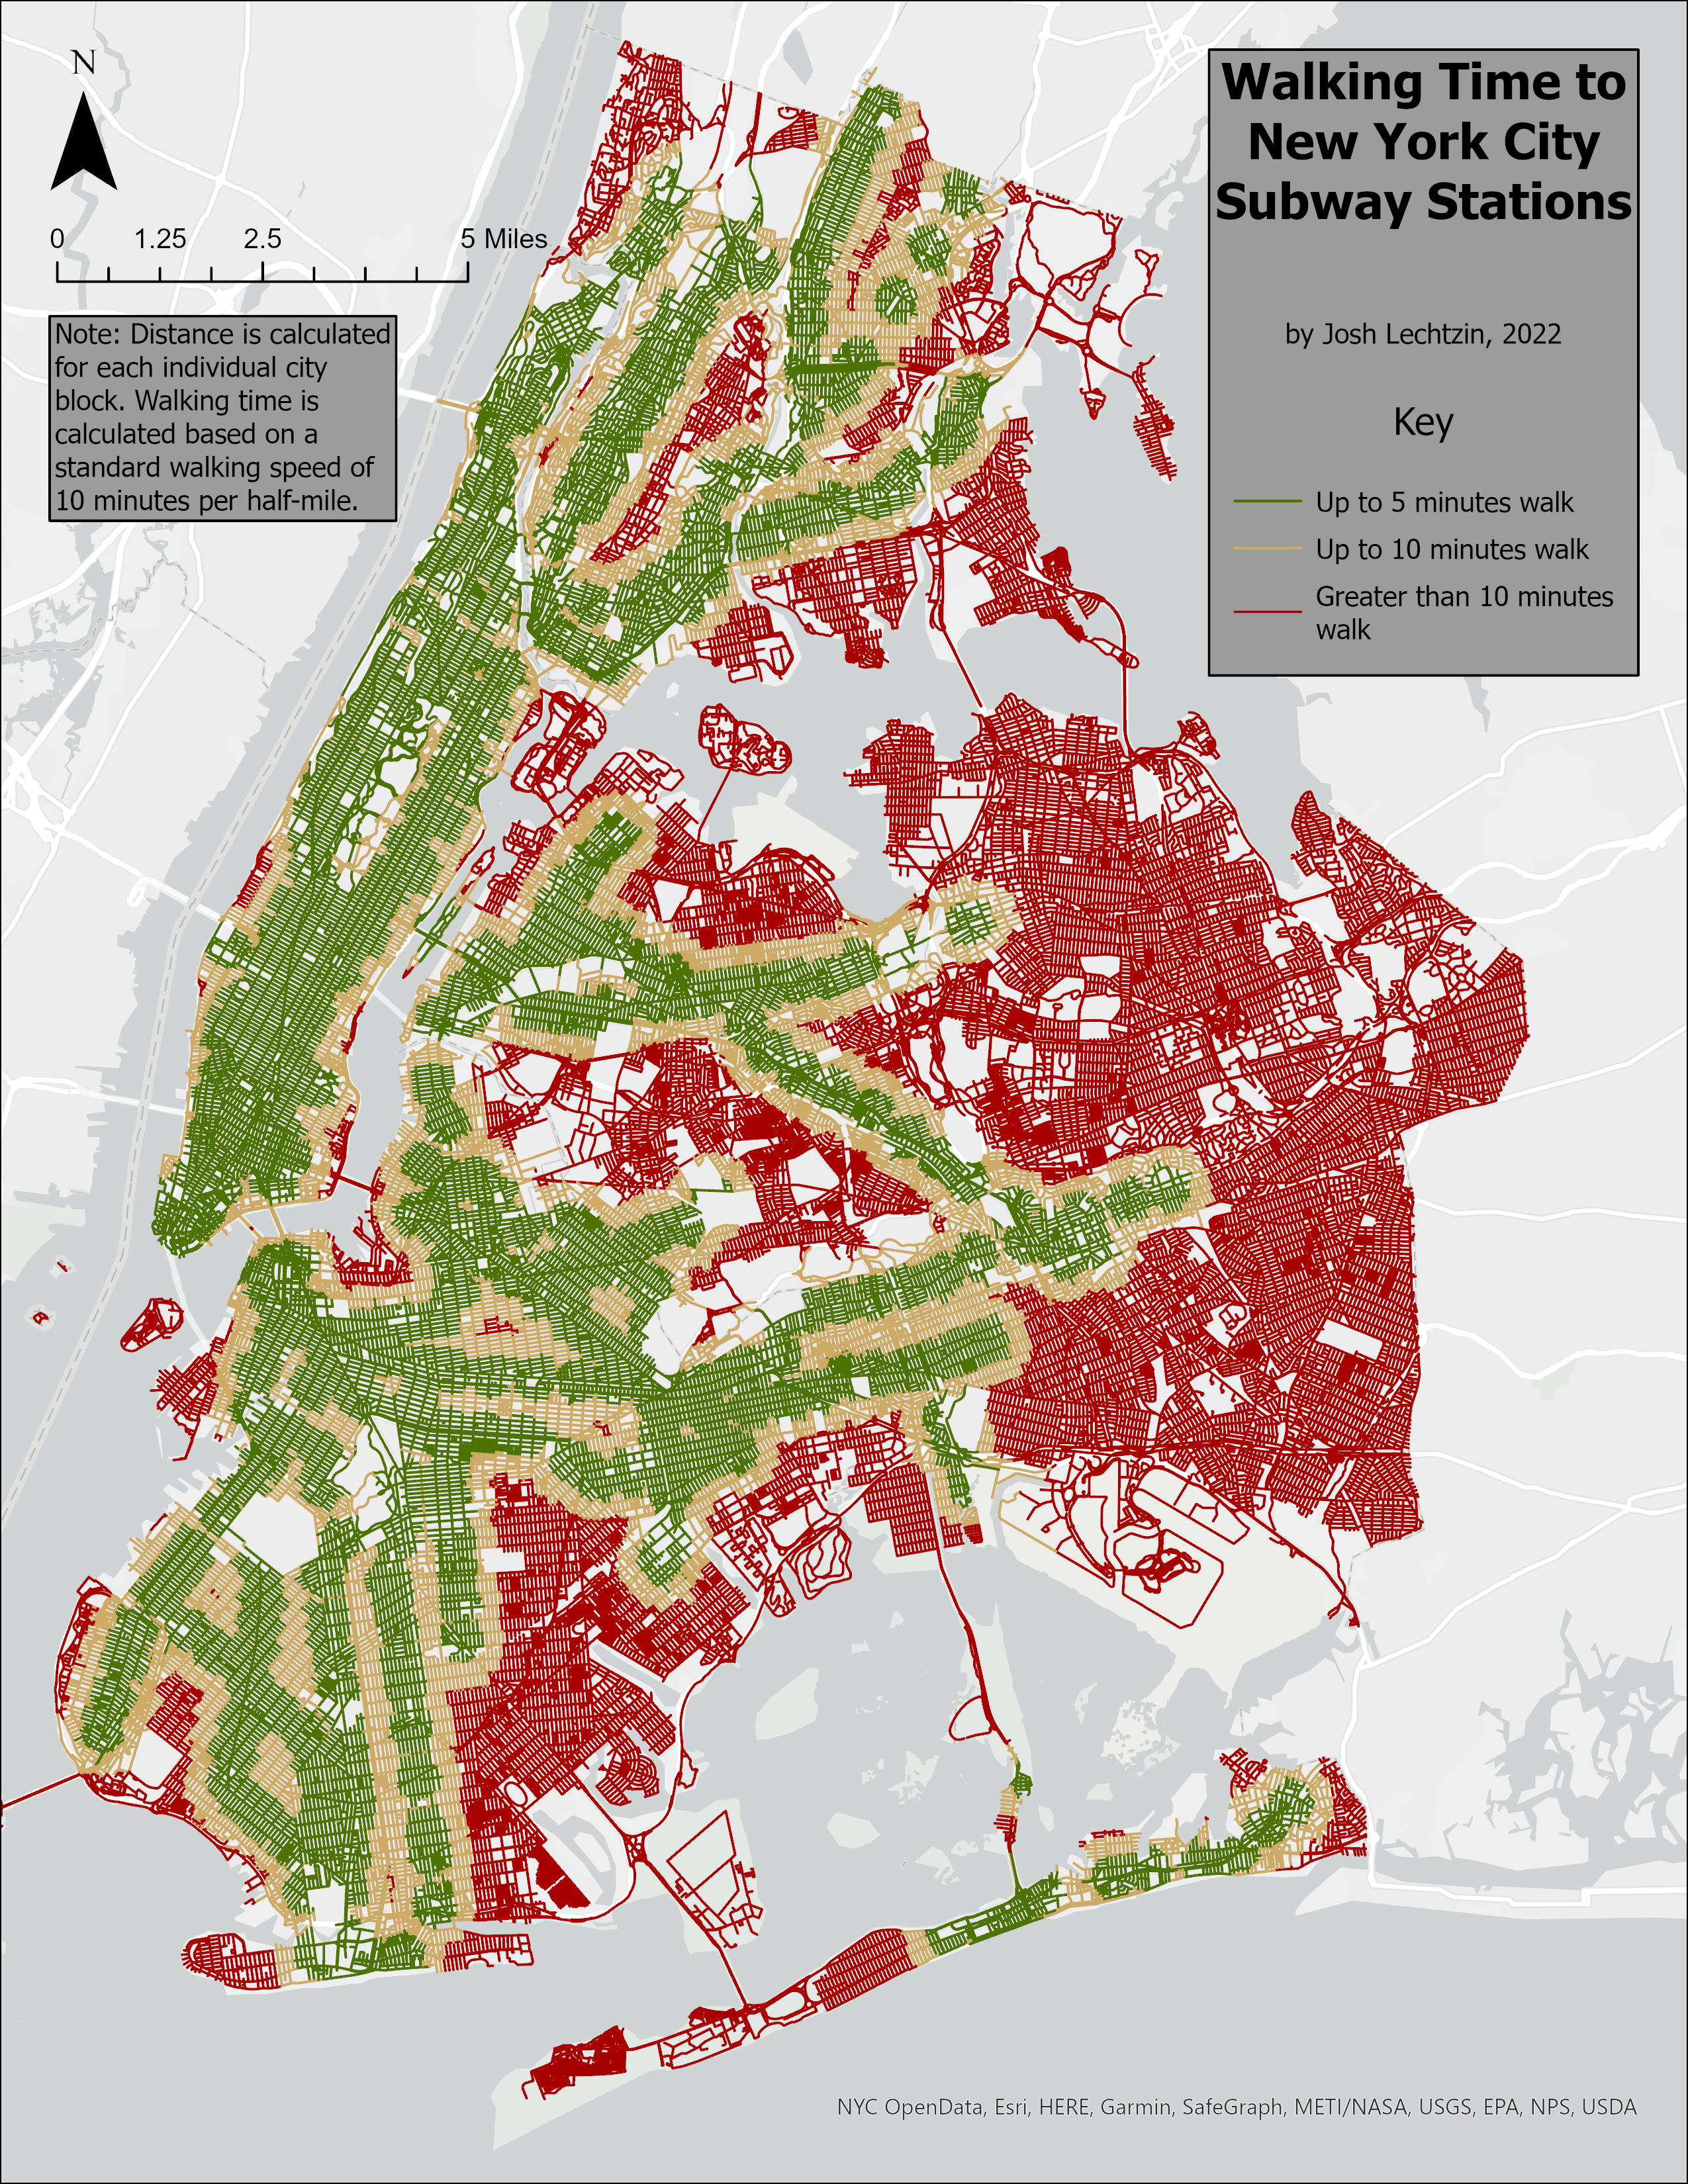 Walking Time to
New York City
Subway Stations
by Josh Lechtzin, 2022
Key
Up to 5 minutes walk
Up to 10 minutes walk
Greater than 10 minutes
walk
N
0 1.25 2.5 5 Miles
Note: Distance is calculated
for each individual city
block. Walking time is
calculated based on a
standard walking speed of
10 minutes per half-mile.
NYC OpenData, Esri, HERE, Garmin, SafeGraph, METI/NASA, USGS, EPA, NPS, USDA